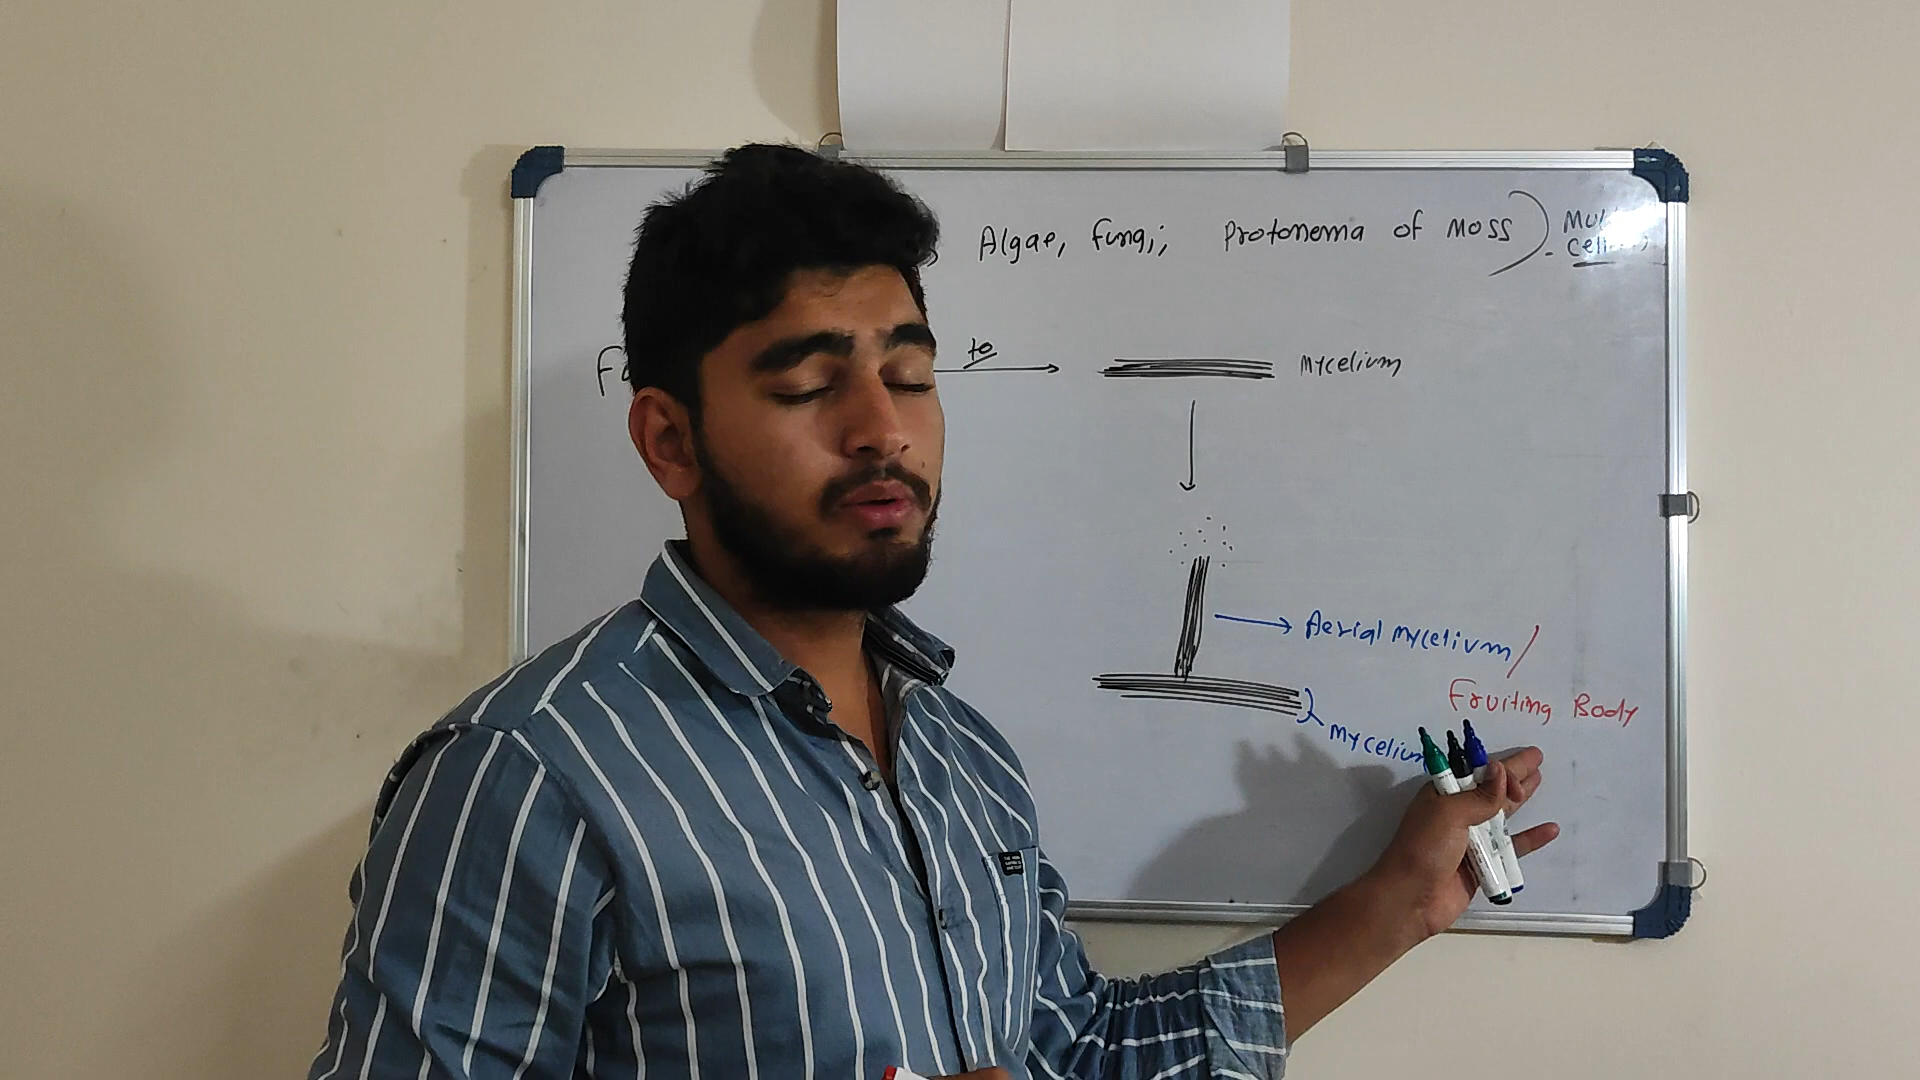 Algae, fungi; Protonema of Moss)
to
Mycelium
Aerial Mycelium/
Fruiting Body
Mycelium